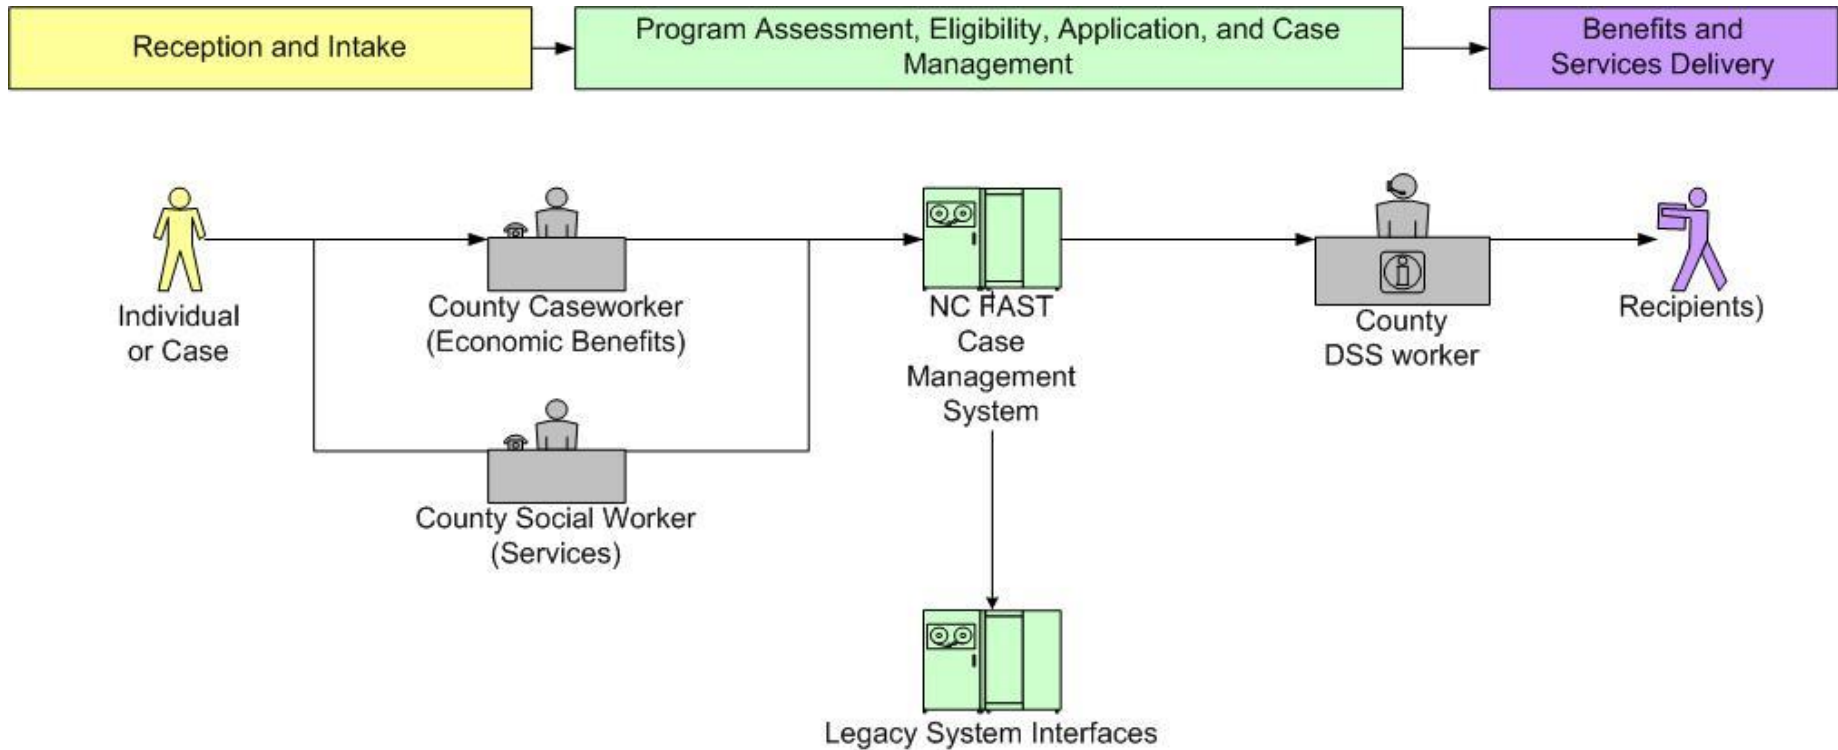 Reception and Intake
Program Assessment, Eligibility, Application, and Case
Management
Benefits and
Services Delivery
Individual
or Case
County Caseworker
(Economic Benefits)
County Social Worker
(Services)
NC FAST
Case
Management
System
County
DSS worker
Recipients)
Legacy System Interfaces